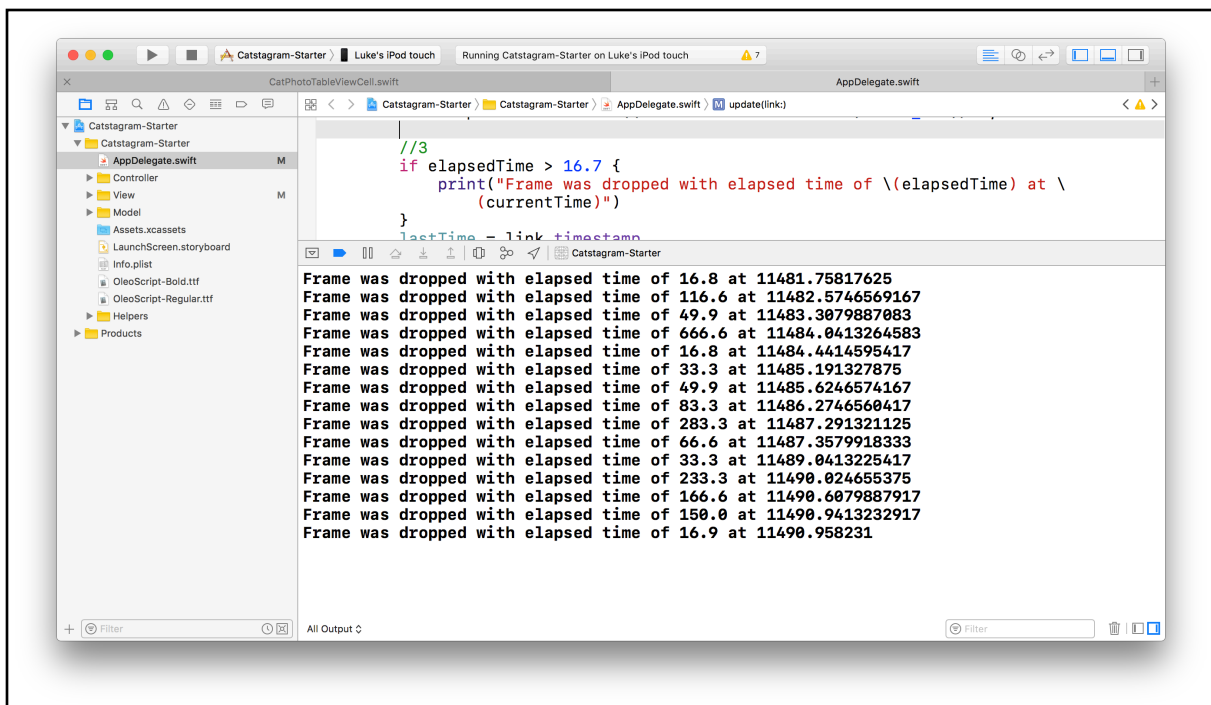 Catstagram-Starter
Luke's iPod touch
Running Catstagram-Starter on Luke's iPod touch
7
CatPhotoTableViewCell.swift
AppDelegate.swift
Catstagram-Starter
Catstagram-Starter
AppDelegate.swift
M
update(link:)
Catstagram-Starter
Catstagram-Starter
AppDelegate.swift M
Controller
View M
Model
Assets.xcassets
LaunchScreen.storyboard
Info.plist
OleoScript-Bold.ttf
OleoScript-Regular.ttf
Helpers
Products
Filter
//3
if elapsedTime > 16.7 {
print("Frame was dropped with elapsed time of \(elapsedTime) at \
(currentTime)")
}
lastTime = link.timestamp
Catstagram-Starter
Frame was dropped with elapsed time of 16.8 at 11481.75817625
Frame was dropped with elapsed time of 116.6 at 11482.5746569167
Frame was dropped with elapsed time of 49.9 at 11483.3079887083
Frame was dropped with elapsed time of 666.6 at 11484.0413264583
Frame was dropped with elapsed time of 16.8 at 11484.4414595417
Frame was dropped with elapsed time of 33.3 at 11485.191327875
Frame was dropped with elapsed time of 49.9 at 11485.6246574167
Frame was dropped with elapsed time of 83.3 at 11486.2746560417
Frame was dropped with elapsed time of 283.3 at 11487.291321125
Frame was dropped with elapsed time of 66.6 at 11487.3579918333
Frame was dropped with elapsed time of 33.3 at 11489.0413225417
Frame was dropped with elapsed time of 233.3 at 11490.024655375
Frame was dropped with elapsed time of 166.6 at 11490.6079887917
Frame was dropped with elapsed time of 150.0 at 11490.9413232917
Frame was dropped with elapsed time of 16.9 at 11490.958231
All Output
Filter